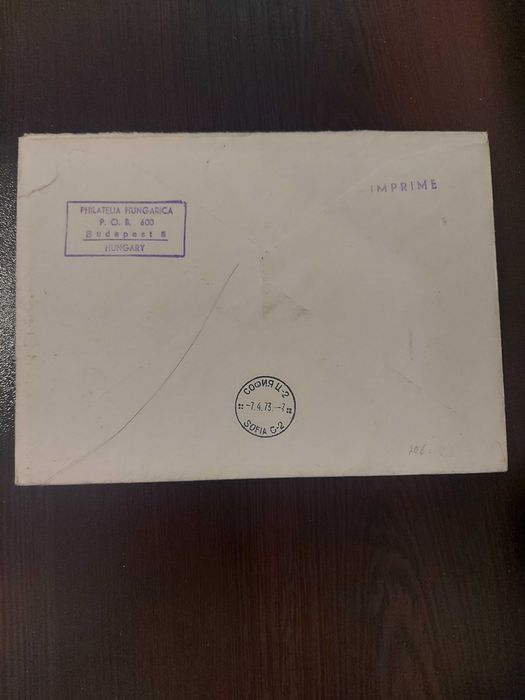 IMPRIMÉ
PHILATELIA HUNGARICA
P. O. B. 600
Budapest 5
HUNGARY
СОФИЯ Ц-2
-7.4.73.-7
SOFIA C-2